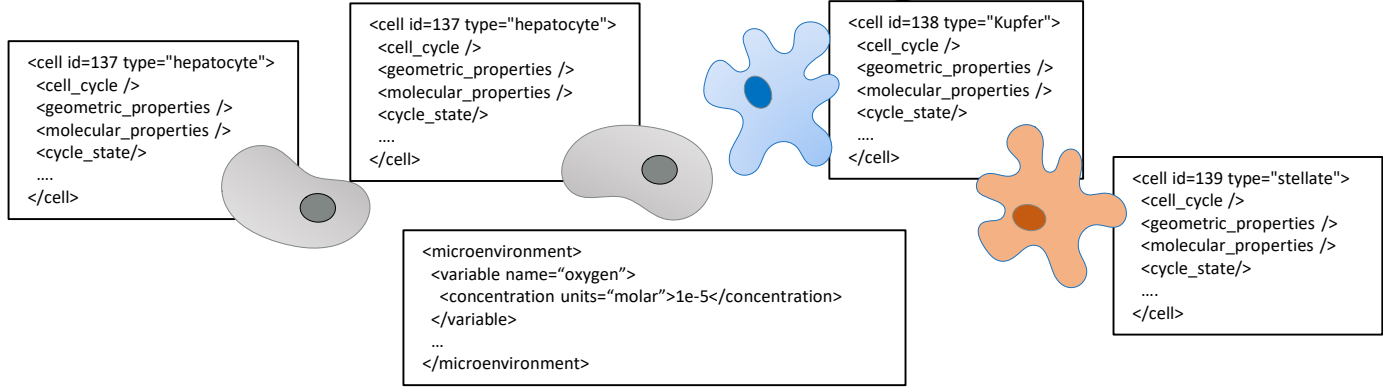 <cell id=137 type="hepatocyte">
<cell_cycle />
<geometric_properties />
<molecular_properties />
<cycle_state/>
....
</cell>
<cell id=137 type="hepatocyte">
<cell_cycle />
<geometric_properties />
<molecular_properties />
<cycle_state/>
....
</cell>
<cell id=138 type="Kupfer">
<cell_cycle />
<geometric_properties />
<molecular_properties />
<cycle_state/>
....
</cell>
<cell id=139 type="stellate">
<cell_cycle />
<geometric_properties />
<molecular_properties />
<cycle_state/>
....
</cell>
<microenvironment>
<variable name=“oxygen”>
<concentration units=“molar”>1e-5</concentration>
</variable>
...
</microenvironment>